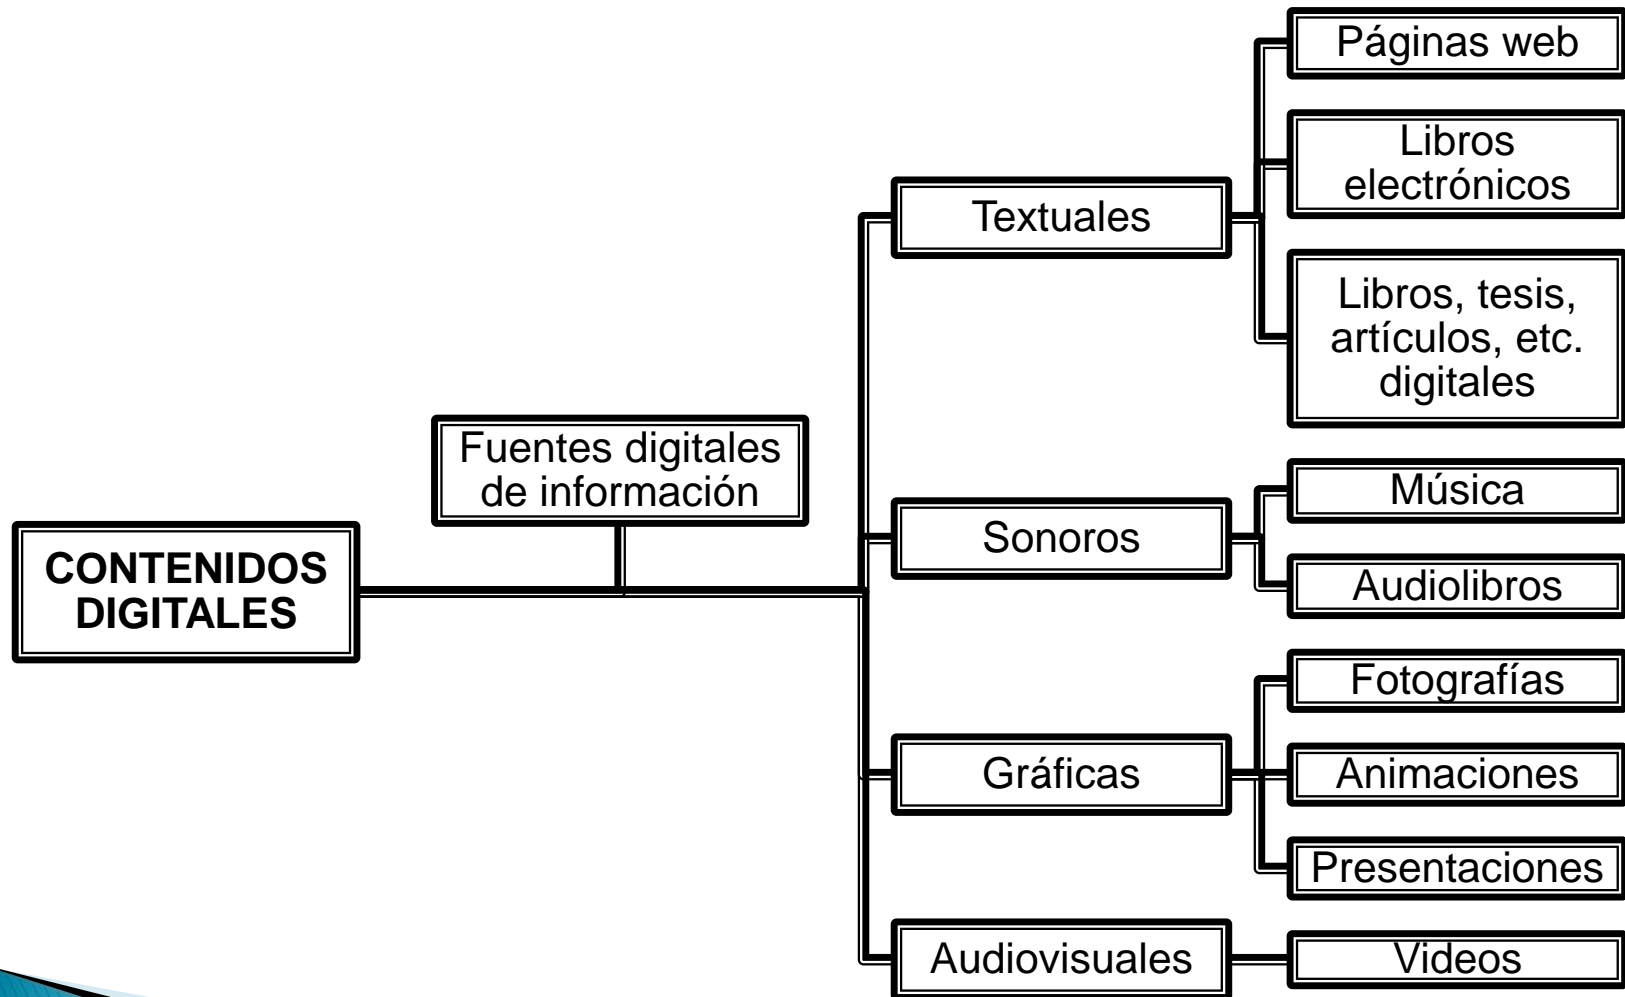 CONTENIDOS
DIGITALES
Fuentes digitales
de información
Textuales
Páginas web
Libros
electrónicos
Libros, tesis,
artículos, etc.
digitales
Sonoros
Música
Audiolibros
Gráficas
Fotografías
Animaciones
Presentaciones
Audiovisuales
Videos